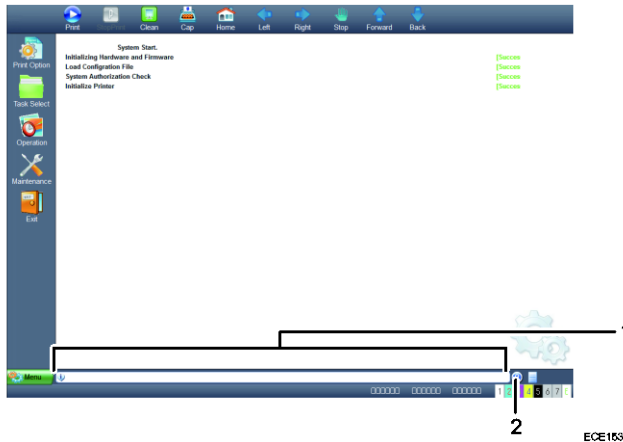 Print Clean Cap Home Left Right Stop Forward Back
System Start.
Initializing Hardware and Firmware [Succes
Load Configration File [Succes
System Authorization Check [Succes
Initialize Printer [Succes
Print Option
Task Select
Operation
Maintenance
Exit
Menu
1 4 5 6 7
2
ECE153